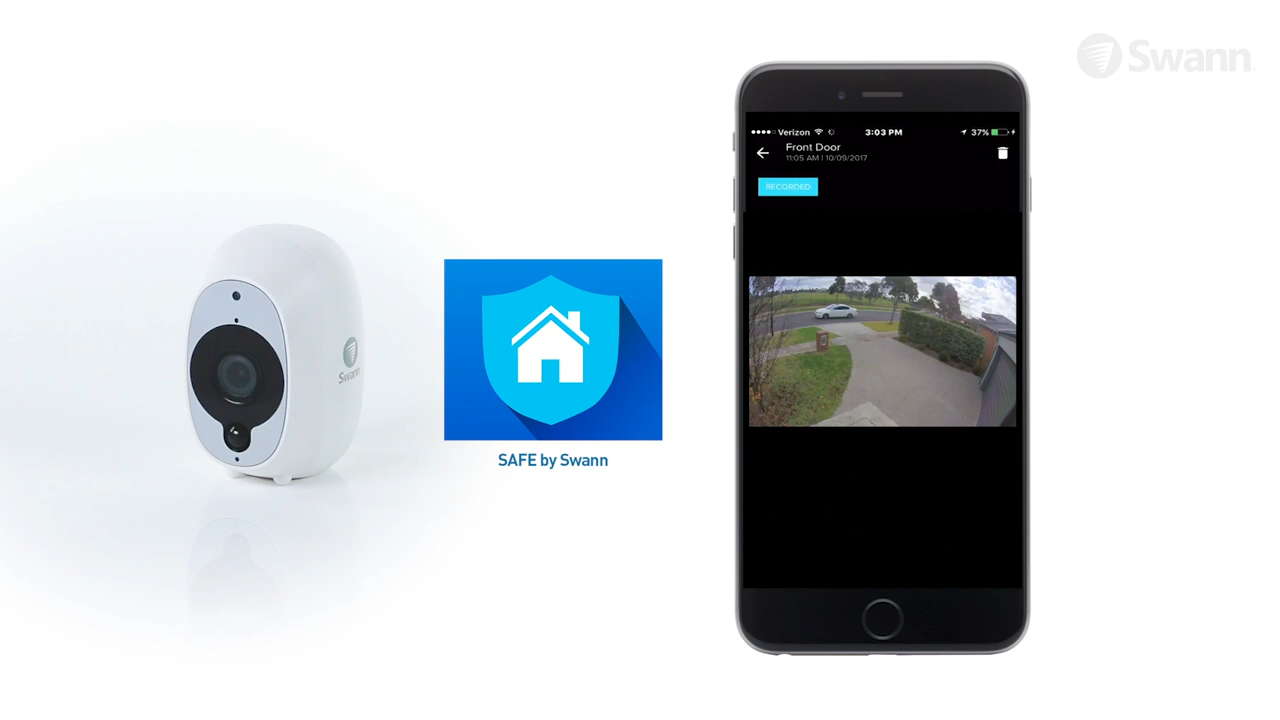 Swann
Verizon 3:03 PM 37%
Front Door
11:05 AM | 10/09/2017
RECORDED
Swann
SAFE by Swann